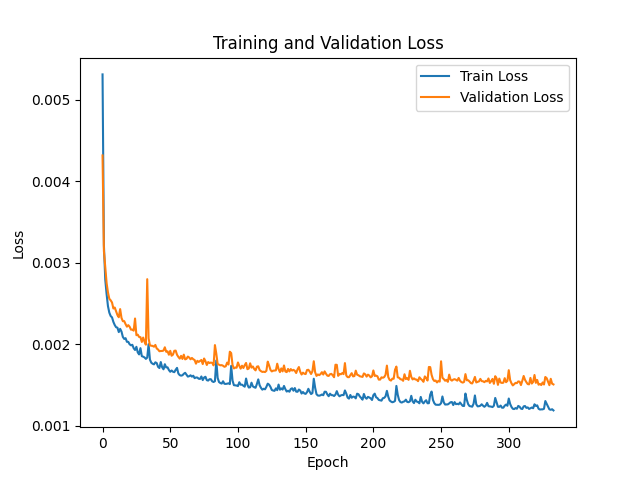 Training and Validation Loss
Train Loss
Validation Loss
0.005
0.004
0.003
0.002
0.001
Loss
0
50
100
150
200
250
300
Epoch